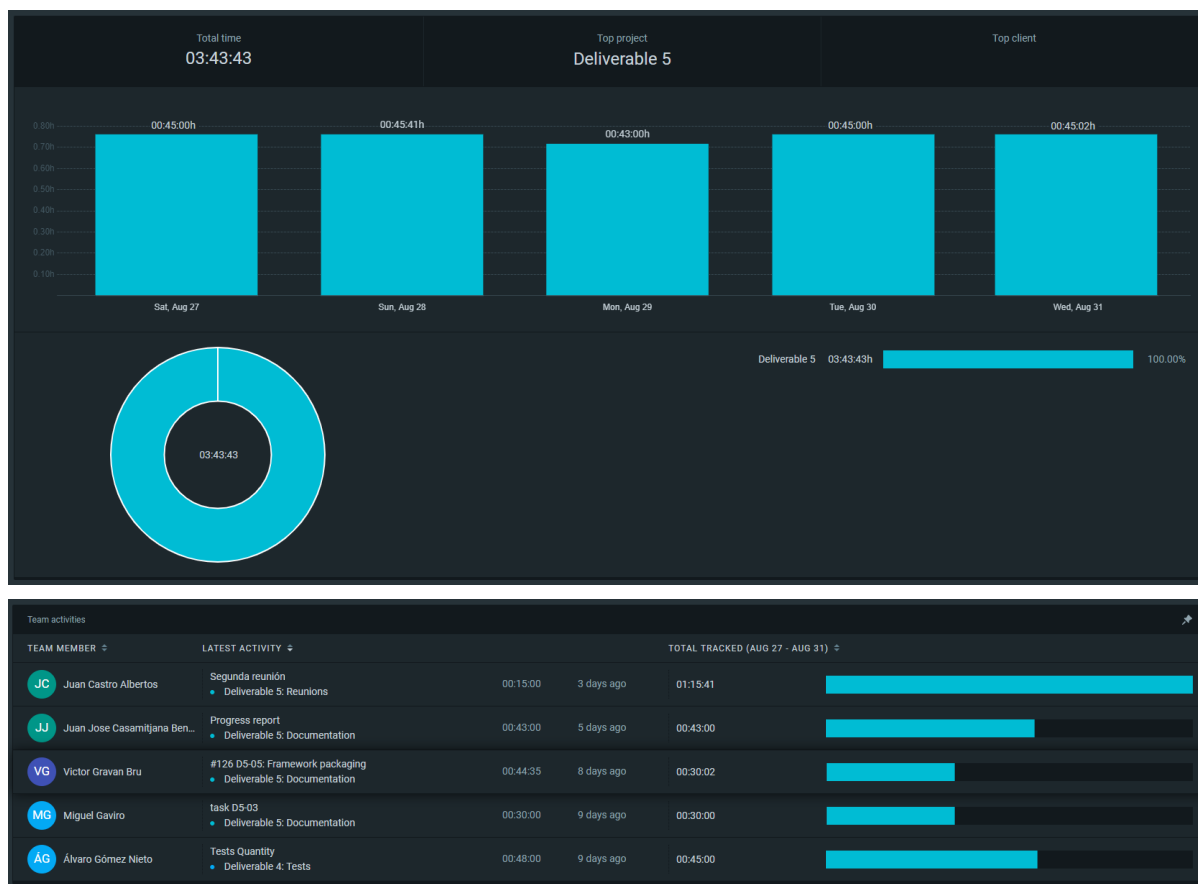 Total time
03:43:43
Top project
Deliverable 5
Top client
0.80h
0.70h
0.60h
0.50h
0.40h
0.30h
0.20h
0.10h
00:45:00h
00:45:41h
00:43:00h
00:45:00h
00:45:02h
Sat, Aug 27
Sun, Aug 28
Mon, Aug 29
Tue, Aug 30
Wed, Aug 31
03:43:43
Deliverable 5 03:43:43h 100.00%
Team activities
TEAM MEMBER LATEST ACTIVITY TOTAL TRACKED (AUG 27 - AUG 31)
JC Juan Castro Albertos
Segunda reunión
Deliverable 5: Reunions
00:15:00 3 days ago 01:15:41
JJ Juan Jose Casamitjana Ben...
Progress report
Deliverable 5: Documentation
00:43:00 5 days ago 00:43:00
VG Victor Gravan Bru
#126 D5-05: Framework packaging
Deliverable 5: Documentation
00:44:35 8 days ago 00:30:02
MG Miguel Gaviro
task D5-03
Deliverable 5: Documentation
00:30:00 9 days ago 00:30:00
ÁG Álvaro Gómez Nieto
Tests Quantity
Deliverable 4: Tests
00:48:00 9 days ago 00:45:00